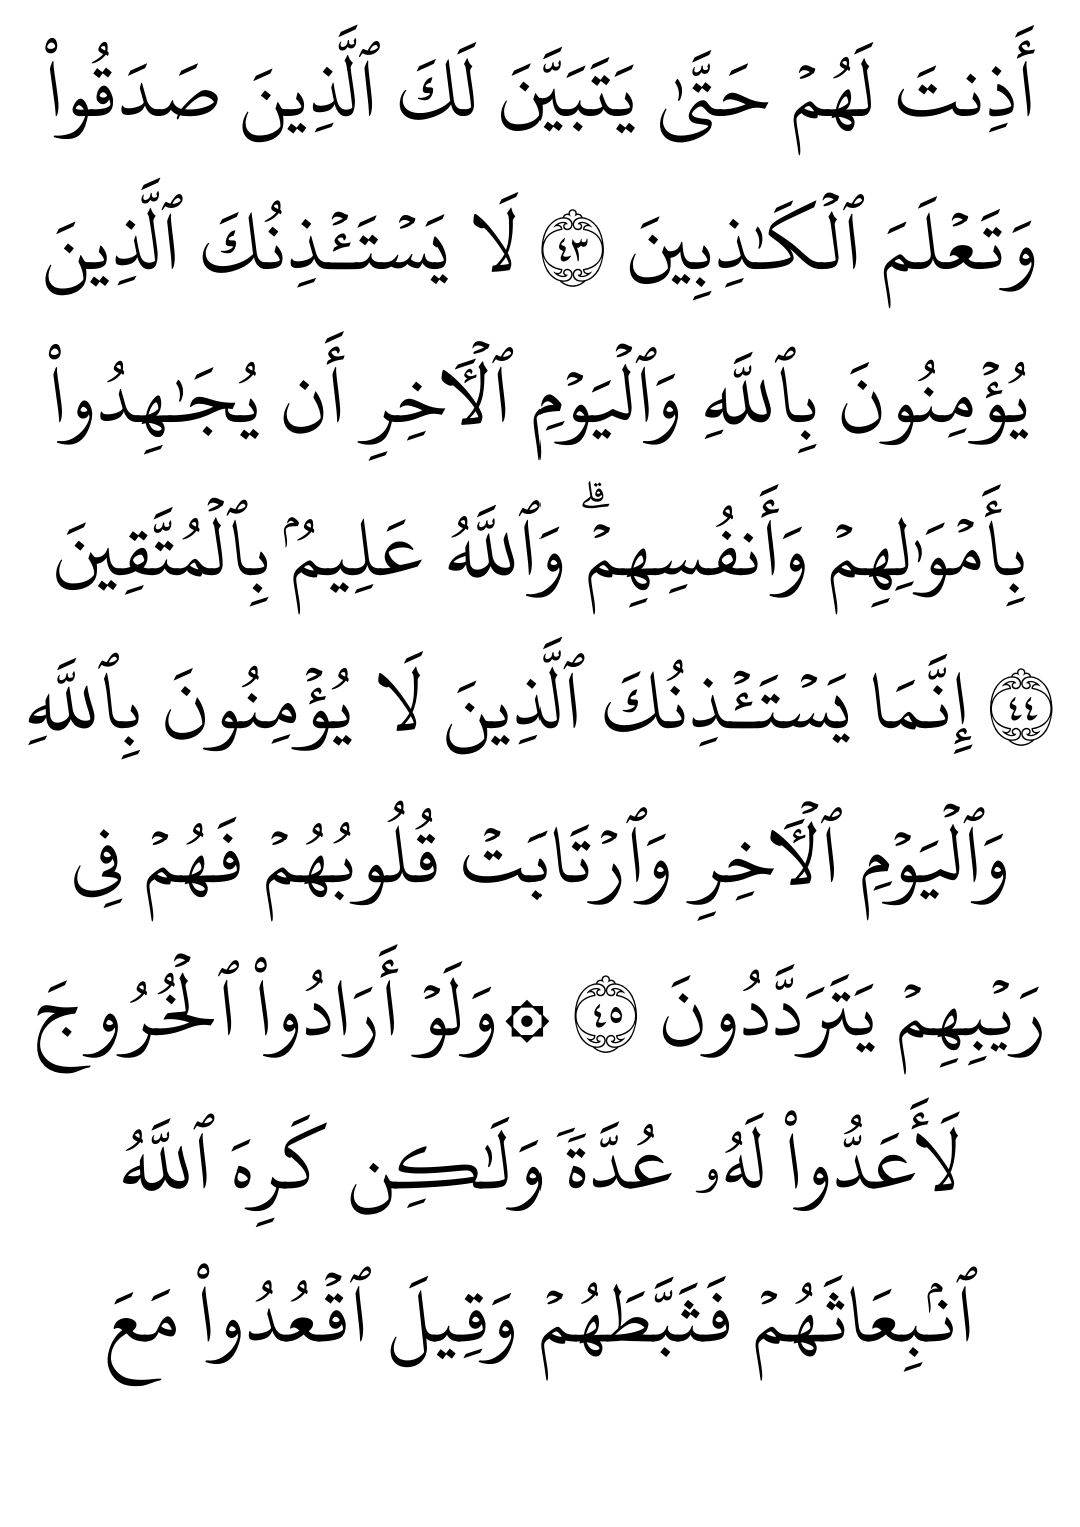 أَذِنتَ لَهُمۡ حَتَّىٰ يَتَبَيَّنَ لَكَ ٱلَّذِينَ صَدَقُواْ
وَتَعۡلَمَ ٱلۡكَـٰذِبِينَ ٤٣ لَا يَسۡتَـٔۡذِنُكَ ٱلَّذِينَ
يُؤۡمِنُونَ بِٱللَّهِ وَٱلۡيَوۡمِ ٱلۡأَخِرِ أَن يُجَـٰهِدُواْ
بِأَمۡوَٰلِهِمۡ وَأَنفُسِهِمۡۗ وَٱللَّهُ عَلِيمُۢ بِٱلۡمُتَّقِينَ
٤٤ إِنَّمَا يَسۡتَـٔۡذِنُكَ ٱلَّذِينَ لَا يُؤۡمِنُونَ بِٱللَّهِ
وَٱلۡيَوۡمِ ٱلۡأَخِرِ وَٱرۡتَابَتۡ قُلُوبُهُمۡ فَهُمۡ فِى
رَيۡبِهِمۡ يَتَرَدَّدُونَ ٤٥ ۞ وَلَوۡ أَرَادُواْ ٱلۡخُرُوجَ
لَأَعَدُّواْ لَهُۥ عُدَّةَ وَلَـٰكِن كَرِهَ ٱللَّهُ
ٱنۢبِعَاثَهُمۡ فَثَبَّطَهُمۡ وَقِيلَ ٱقۡعُدُواْ مَعَ